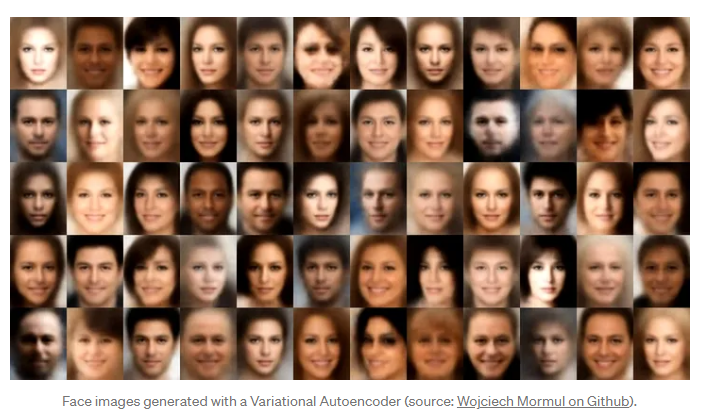 Face images generated with a Variational Autoencoder (source: Wojciech Mormul on Github).